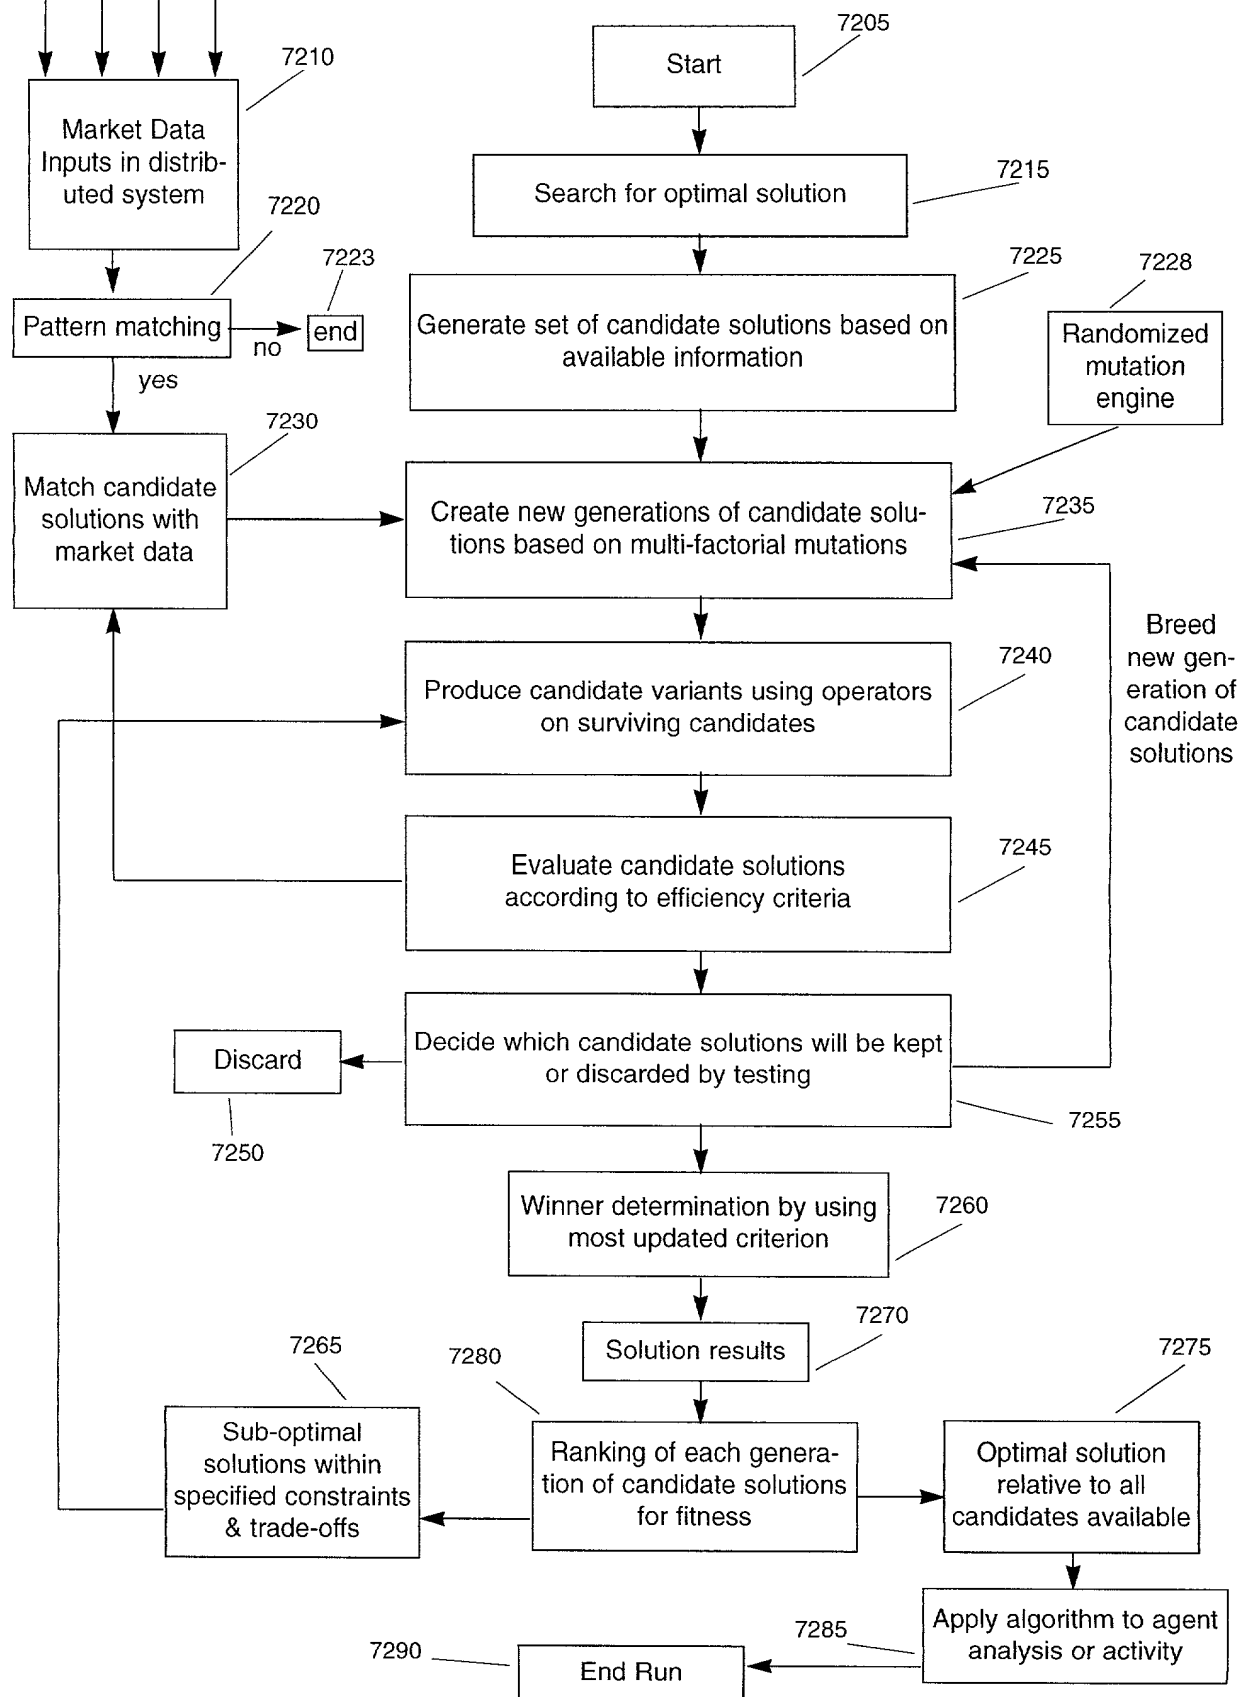 7205
Start
7210
Market Data
Inputs in distrib-
uted system
7215
Search for optimal solution
7220
7223
Pattern matching
no
end
yes
7225
Generate set of candidate solutions based on
available information
7228
Randomized
mutation
engine
7230
Match candidate
solutions with
market data
7235
Create new generations of candidate solu-
tions based on multi-factorial mutations
Breed
new gen-
eration of
candidate
solutions
7240
Produce candidate variants using operators
on surviving candidates
7245
Evaluate candidate solutions
according to efficiency criteria
Decide which candidate solutions will be kept
or discarded by testing
7255
Discard
7250
Winner determination by using
most updated criterion
7260
7270
Solution results
7265
Sub-optimal
solutions within
specified constraints
& trade-offs
7280
Ranking of each genera-
tion of candidate solutions
for fitness
7275
Optimal solution
relative to all
candidates available
7285
Apply algorithm to agent
analysis or activity
7290
End Run